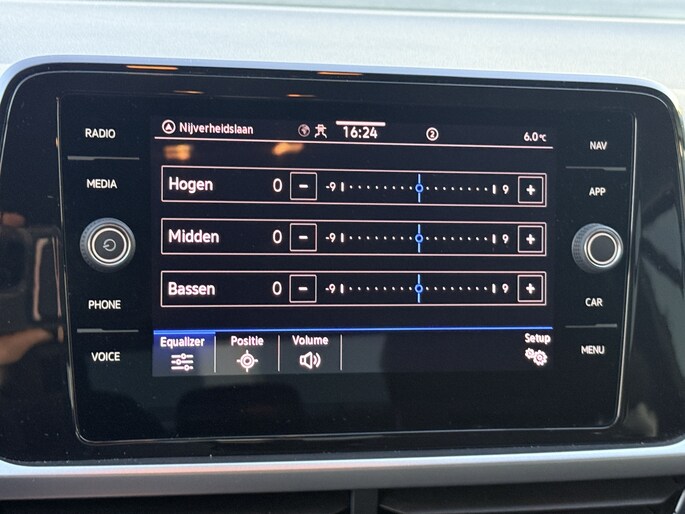 RADIO
MEDIA
PHONE
VOICE
Nijverheidslaan
16:24
2
6.0°C
Hogen 0 - -9 9 +
Midden 0 - -9 9 +
Bassen 0 - -9 9 +
Equalizer Positie Volume Setup
NAV
APP
CAR
MENU